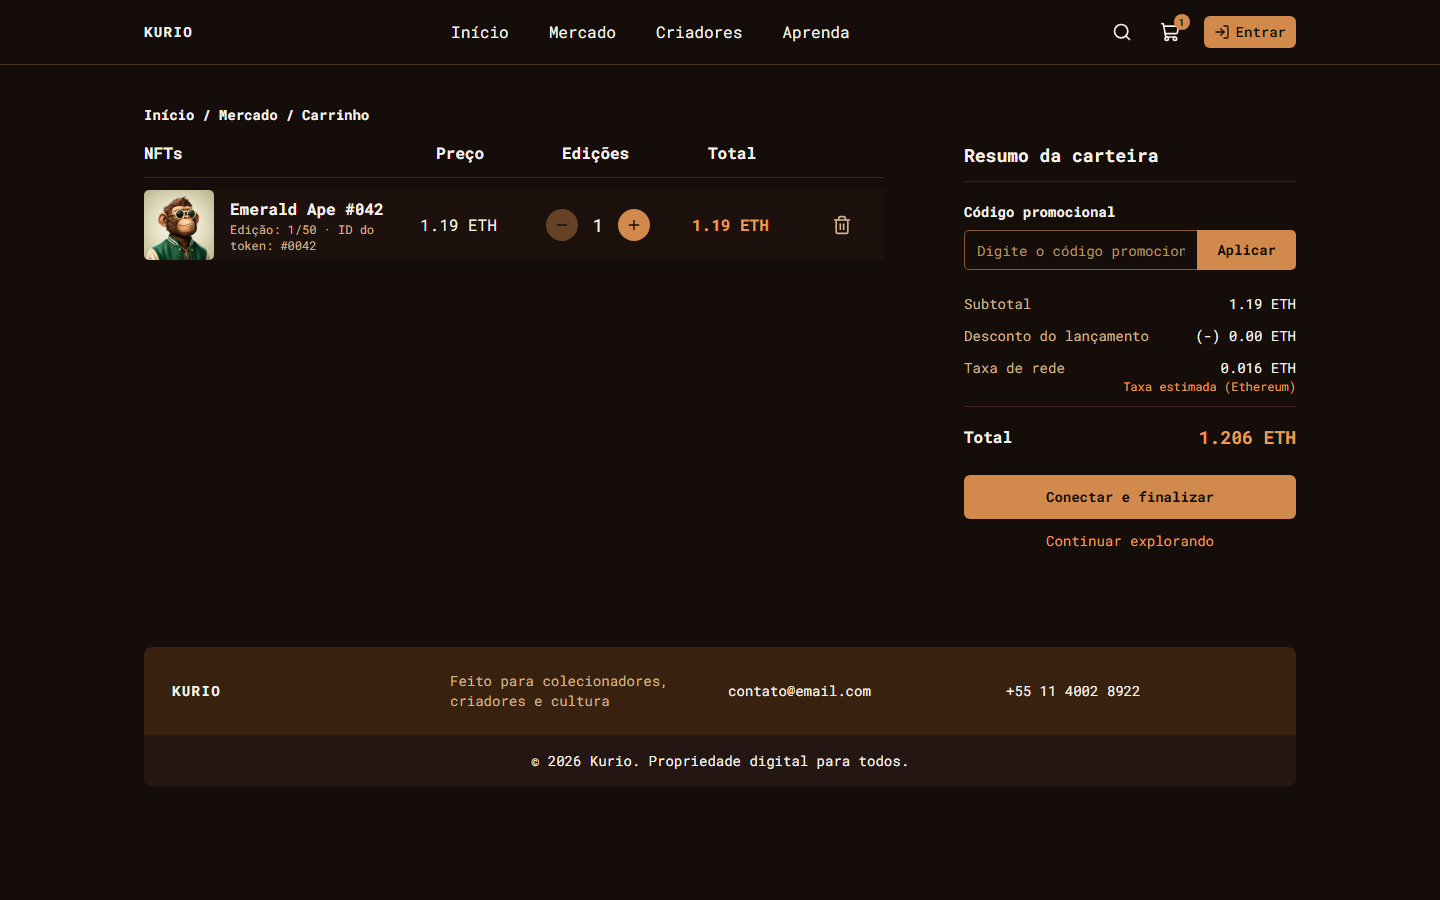 KURIO
Início
Mercado
Criadores
Aprenda
1
Entrar
Início / Mercado / Carrinho
NFTs
Preço
Edições
Total
Emerald Ape #042
Edição: 1/50 · ID do
token: #0042
1.19 ETH
1
1.19 ETH
Resumo da carteira
Código promocional
Digite o código promocion
Aplicar
Subtotal
1.19 ETH
Desconto do lançamento
(-) 0.00 ETH
Taxa de rede
0.016 ETH
Taxa estimada (Ethereum)
Total
1.206 ETH
Conectar e finalizar
Continuar explorando
KURIO
Feito para colecionadores,
criadores e cultura
contato@email.com
+55 11 4002 8922
© 2026 Kurio. Propriedade digital para todos.